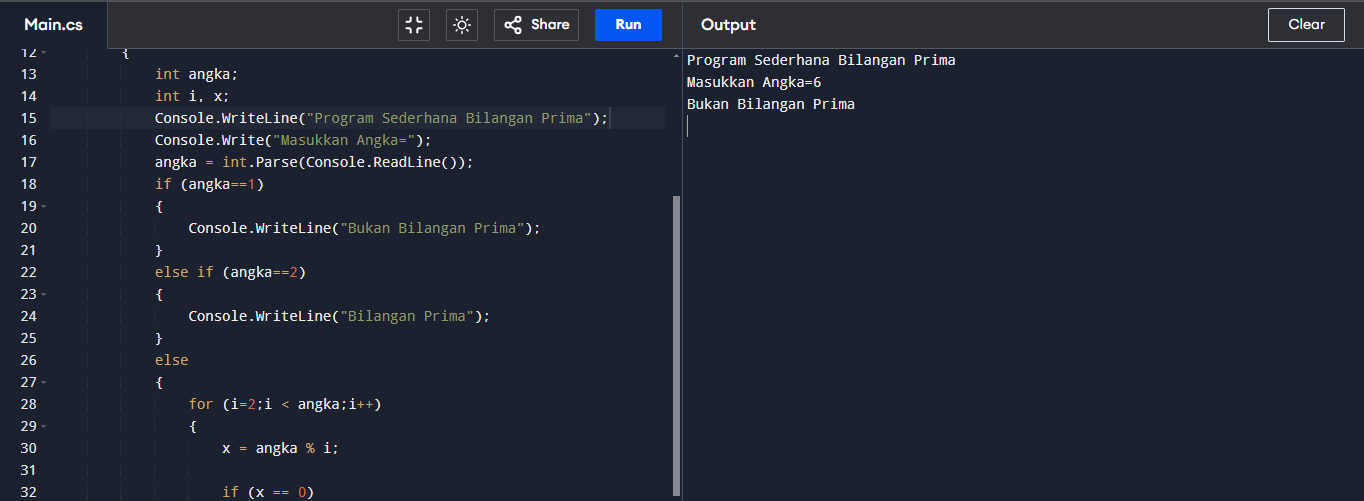 Main.cs
Share
Run
Output
Clear
12 {
13 int angka;
14 int i, x;
15 Console.WriteLine("Program Sederhana Bilangan Prima");
16 Console.Write("Masukkan Angka=");
17 angka = int.Parse(Console.ReadLine());
18 if (angka==1)
19 {
20 Console.WriteLine("Bukan Bilangan Prima");
21 }
22 else if (angka==2)
23 {
24 Console.WriteLine("Bilangan Prima");
25 }
26 else
27 {
28 for (i=2;i < angka;i++)
29 {
30 x = angka % i;
31
32 if (x == 0)
Program Sederhana Bilangan Prima
Masukkan Angka=6
Bukan Bilangan Prima